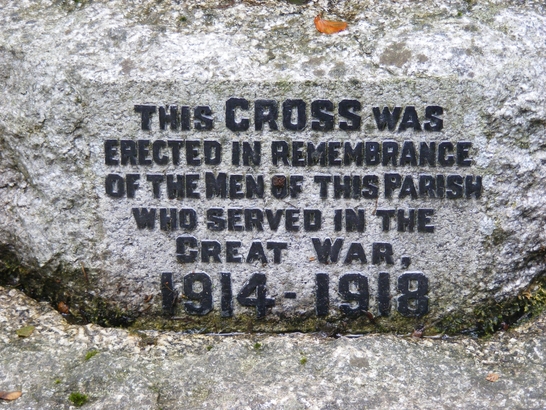 THIS CROSS WAS
ERECTED IN REMEMBRANCE
OF THE MEN OF THIS PARISH
WHO SERVED IN THE
GREAT WAR,
1914-1918